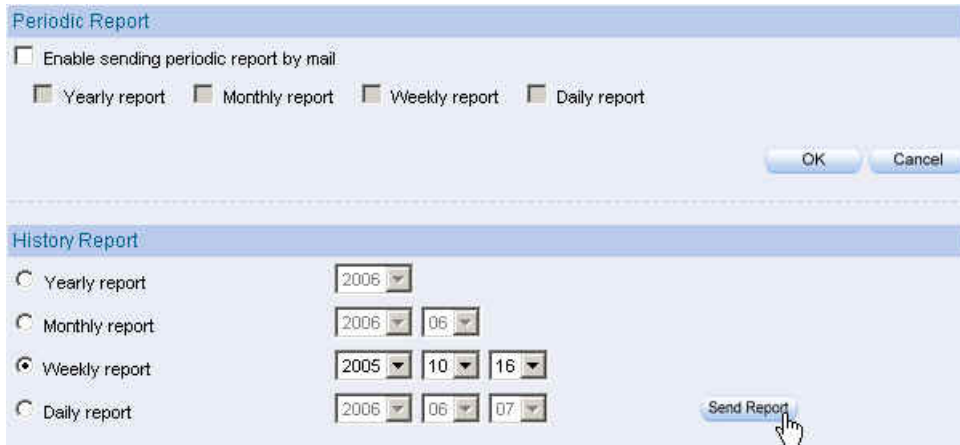 Periodic Report
Enable sending periodic report by mail
Yearly report Monthly report Weekly report Daily report
OK Cancel
History Report
Yearly report 2006
Monthly report 2006 06
Weekly report 2005 10 16
Daily report 2006 06 07 Send Report